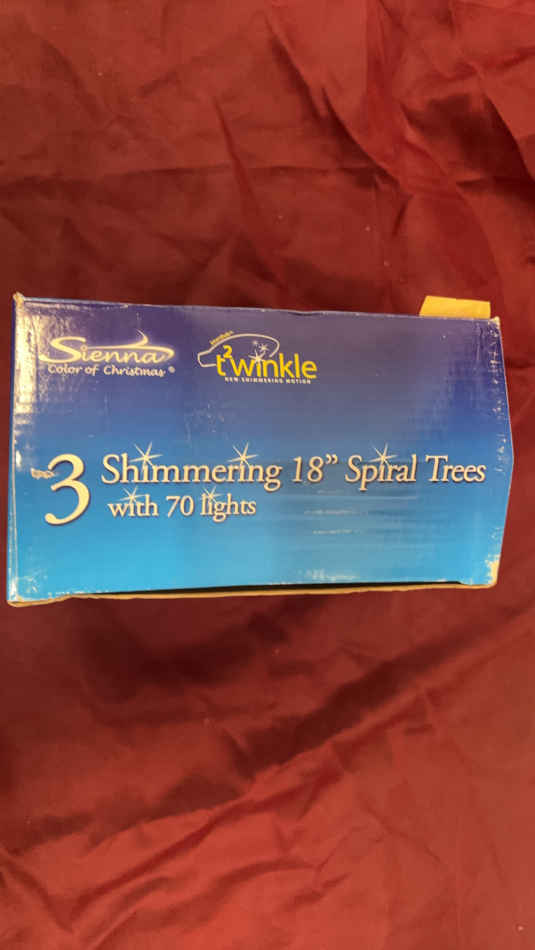 Sienna
Color of Christmas®
t²winkle
NEW SHIMMERING MOTION
3 Shimmering 18” Spiral Trees
with 70 lights